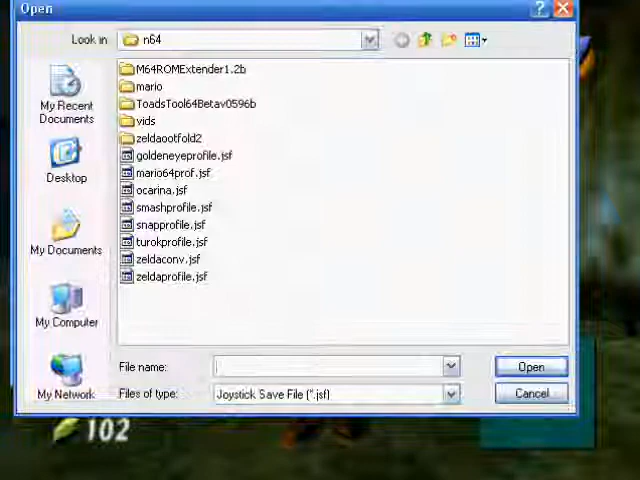 Open
Look in
n64
M64ROMExtender1.2b
mario
ToadsTool64Betav0596b
vids
zeldaootfold2
goldeneyeprofile.jsf
mario64prof.jsf
ocarina.jsf
smashprofile.jsf
snapprofile.jsf
turokprofile.jsf
zeldaconv.jsf
zeldaprofile.jsf
My Recent
Documents
Desktop
My Documents
My Computer
My Network
File name:
Open
Files of type:
Joystick Save File (*.jsf)
Cancel
102